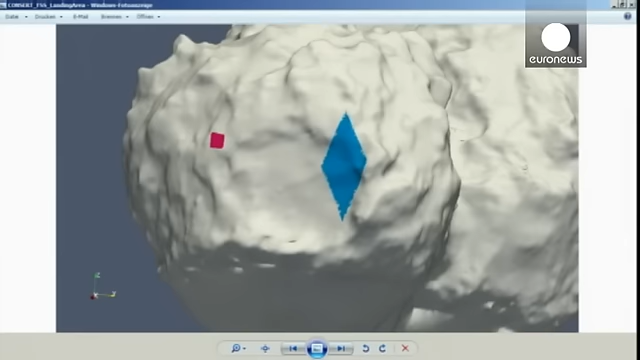 CONSERT_FSS_LandingArea - Windows-Fotoanzeige
Datei Drucken E-Mail Brennen Öffnen
euronews